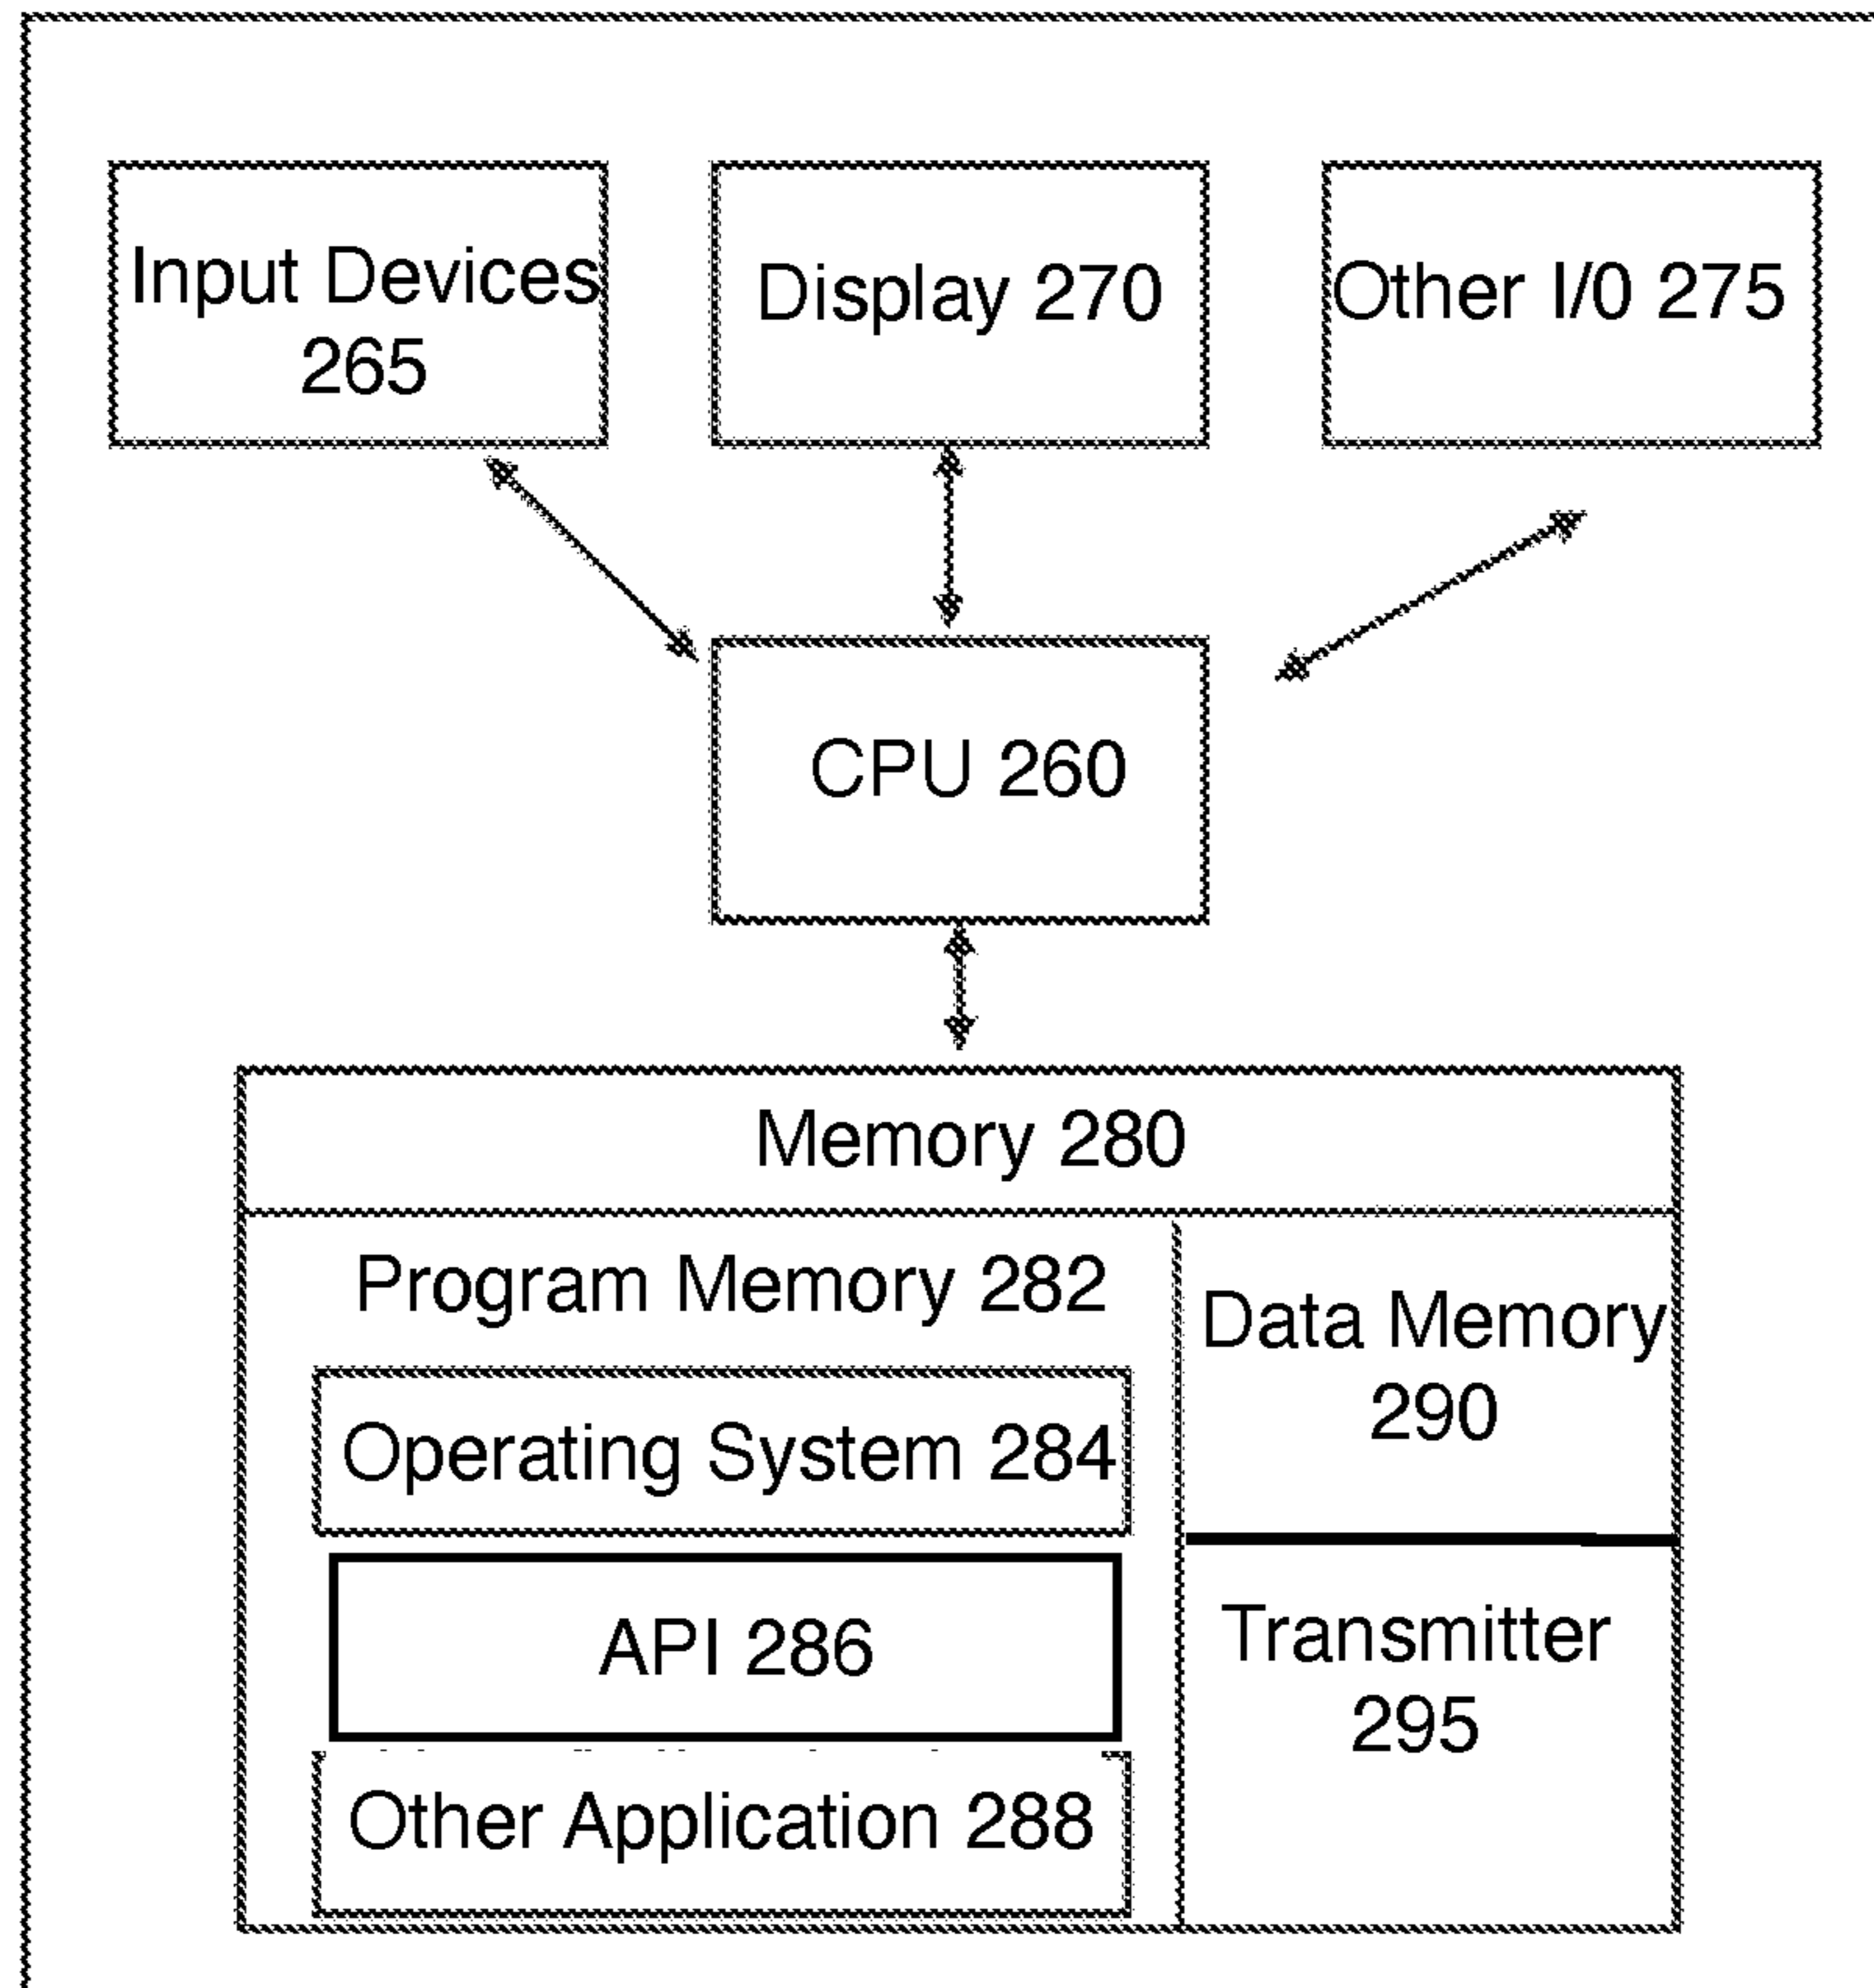 Input Devices
265
Display 270
Other I/0 275
CPU 260
Memory 280
Program Memory 282
Operating System 284
API 286
Other Application 288
Data Memory
290
Transmitter
295